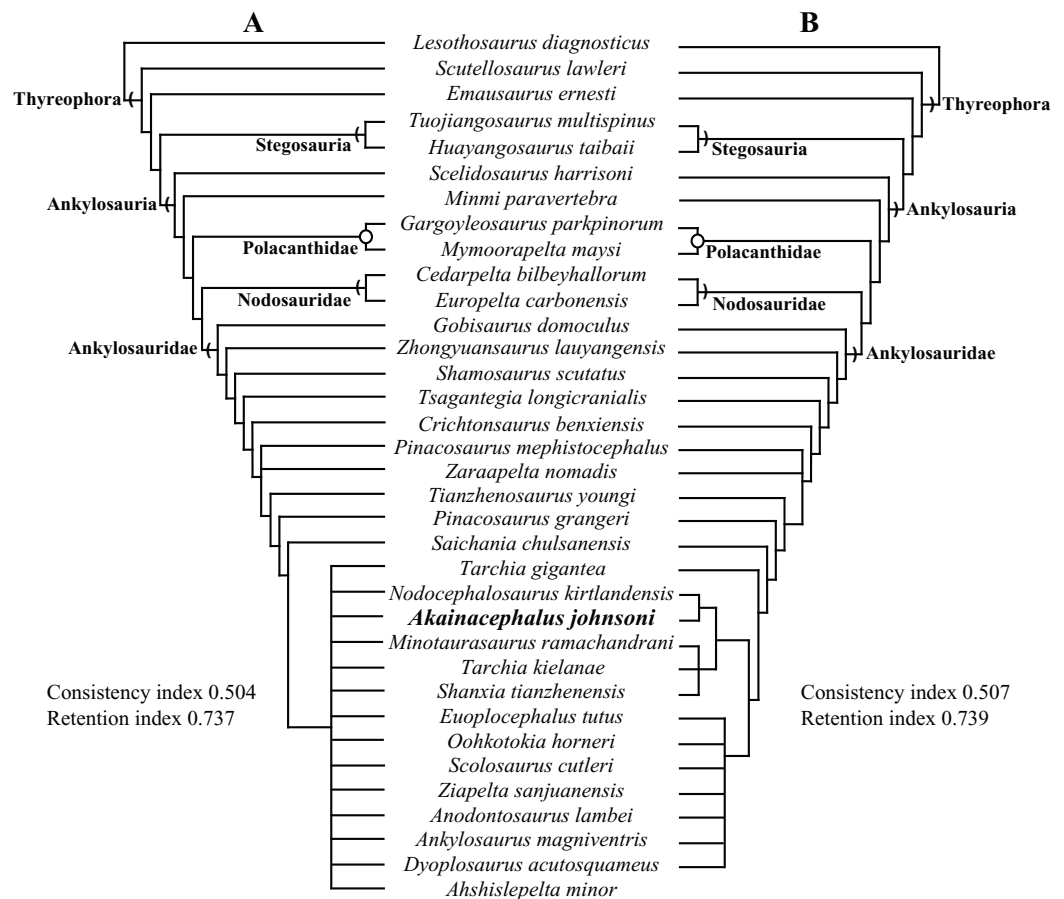 A
B
Lesothosaurus diagnosticus
Scutellosaurus lawleri
Emausaurus ernesti
Tuojiangosaurus multispinus
Huayangosaurus taibaii
Scelidosaurus harrisoni
Minmi paravertebra
Gargoyleosaurus parkpinorum
Mymoorapelta maysi
Cedarpelta bilbeyhallorum
Europelta carbonensis
Gobisaurus domoculus
Zhongyuansaurus lauyangensis
Shamosaurus scutatus
Tsagantegia longicranialis
Crichtonsaurus benxiensis
Pinacosaurus mephistocephalus
Zaraapelta nomadis
Tianzhenosaurus youngi
Pinacosaurus grangeri
Saichania chulsanensis
Tarchia gigantea
Nodocephalosaurus kirtlandensis
Akainacephalus johnsoni
Minotaurasaurus ramachandrani
Tarchia kielanae
Shanxia tianzhenensis
Euoplocephalus tutus
Oohkotokia horneri
Scolosaurus cutleri
Ziapelta sanjuanensis
Anodontosaurus lambei
Ankylosaurus magniventris
Dyoplosaurus acutosquameus
Ahshislepelta minor
Thyreophora
Stegosauria
Ankylosauria
Polacanthidae
Nodosauridae
Ankylosauridae
Consistency index 0.504
Retention index 0.737
Thyreophora
Stegosauria
Ankylosauria
Polacanthidae
Nodosauridae
Ankylosauridae
Consistency index 0.507
Retention index 0.739